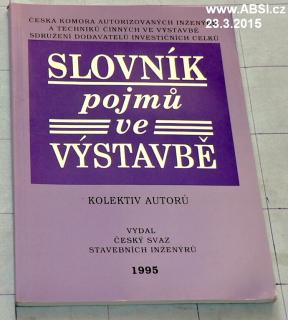 www.ABSI.cz
23.3.2015
ČESKÁ KOMORA AUTORIZOVANÝCH INŽENÝRŮ
A TECHNIKŮ ČINNÝCH VE VÝSTAVBĚ
SDRUŽENÍ DODAVATELŮ INVESTIČNÍCH CELKŮ
SLOVNÍK
pojmů
ve
VÝSTAVBĚ
KOLEKTIV AUTORŮ
VYDAL
ČESKÝ SVAZ
STAVEBNÍCH INŽENÝRŮ
1995